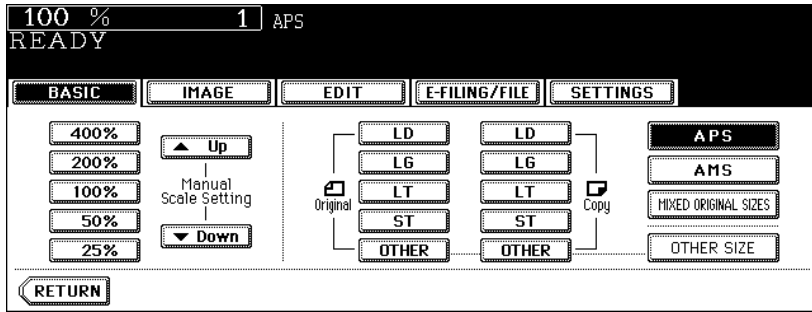 100 % 1 APS
READY
BASIC IMAGE EDIT E-FILING/FILE SETTINGS
400% Up LD LD APS
200% LG LG AMS
100% Manual Scale Setting Original LT LT Copy MIXED ORIGINAL SIZES
50% Down ST ST
25% OTHER OTHER OTHER SIZE
RETURN